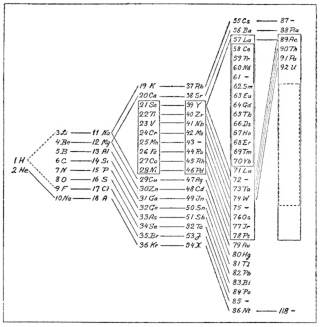 1 H
2 He
3 Li
4 Be
5 B
6 C
7 N
8 O
9 F
10 Ne
11 Na
12 Mg
13 Al
14 Si
15 P
16 S
17 Cl
18 A
19 K
20 Ca
21 Sc
22 Ti
23 V
24 Cr
25 Mn
26 Fe
27 Co
28 Ni
29 Cu
30 Zn
31 Ga
32 Ge
33 As
34 Se
35 Br
36 Kr
37 Rb
38 Sr
39 Y
40 Zr
41 Nb
42 Mo
43 -
44 Ru
45 Rh
46 Pd
47 Ag
48 Cd
49 Jn
50 Sn
51 Sb
52 Te
53 J
54 X
55 Cs
56 Ba
57 La
58 Ce
59 Pr
60 Nd
61 -
62 Sm
63 Eu
64 Gd
65 Tb
66 Ds
67 Ho
68 Er
69 Tm
70 Yb
71 Lu
72 -
73 Ta
74 W
75 -
76 Os
77 Jr
78 Pt
79 Au
80 Hg
81 Tl
82 Pb
83 Bi
84 Po
85 -
86 Nt
87 -
88 Ra
89 Ac
90 Th
91 Pa
92 U
118 -